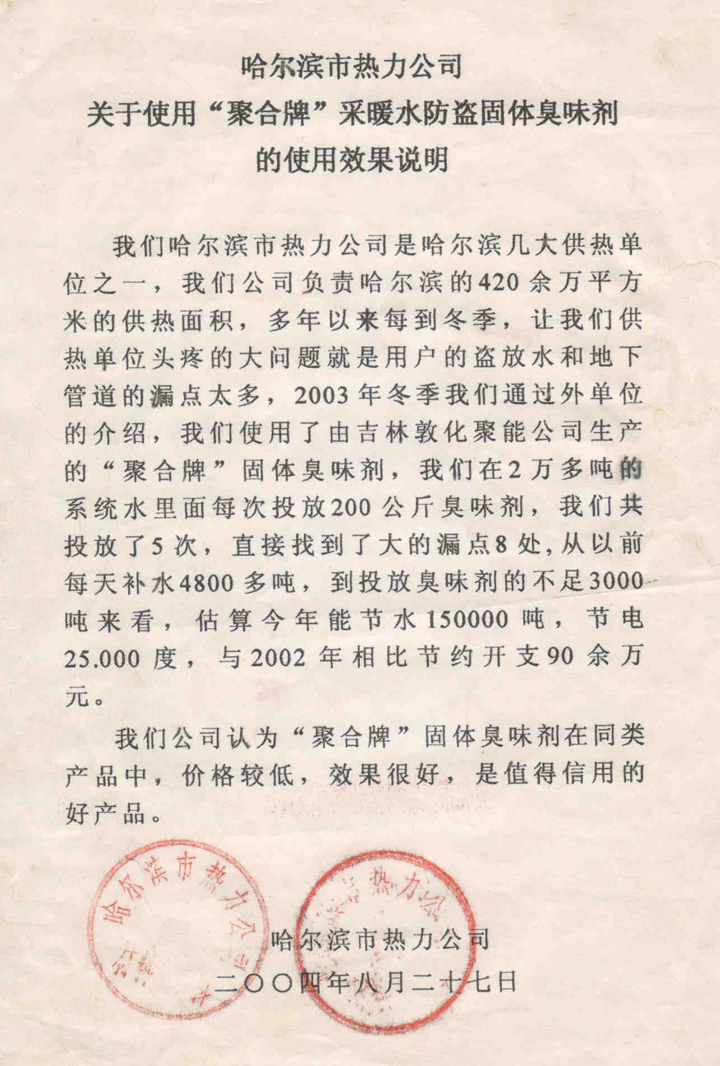 哈尔滨市热力公司
关于使用“聚合牌”采暖水防盗固体臭味剂
的使用效果说明
我们哈尔滨市热力公司是哈尔滨几大供热单
位之一，我们公司负责哈尔滨的420余万平方
米的供热面积，多年以来每到冬季，让我们供
热单位头疼的大问题就是用户的盗放水和地下
管道的漏点太多，2003年冬季我们通过外单位
的介绍，我们使用了由吉林敦化聚能公司生产
的“聚合牌”固体臭味剂，我们在2万多吨的
系统水里面每次投放200公斤臭味剂，我们共
投放了5次，直接找到了大的漏点8处,从以前
每天补水4800多吨，到投放臭味剂的不足3000
吨来看，估算今年能节水150000吨，节电
25.000度，与2002年相比节约开支90余万
元。
我们公司认为“聚合牌”固体臭味剂在同类
产品中，价格较低，效果很好，是值得信用的
好产品。
哈尔滨市热力公司
热力公
哈尔滨市热力公司
二〇〇四年八月二十七日